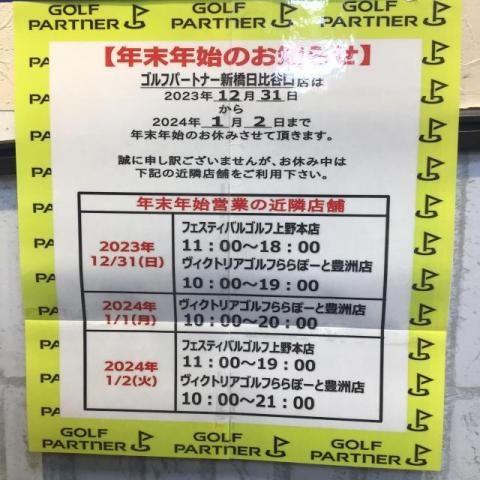 GOLF PARTNER GOLF PARTNER GOLF PARTNER GOLF PARTNER
【年末年始のお知らせ】
ゴルフパートナー新橋日比谷口店は
2023年 12月 31日
から
2024年 1月 2日まで
年末年始のお休みさせて頂きます。
誠に申し訳ございませんが、お休み中は
下記の近隣店舗をご利用下さい。
年末年始営業の近隣店舗
2023年
12/31(日)
フェスティバルゴルフ上野本店
11：00～18：00
ヴィクトリアゴルフららぽーと豊洲店
10：00～19：00
2024年
1/1(月)
ヴィクトリアゴルフららぽーと豊洲店
10：00～20：00
2024年
1/2(火)
フェスティバルゴルフ上野本店
11：00～19：00
ヴィクトリアゴルフららぽーと豊洲店
10：00～21：00
GOLF PARTNER GOLF PARTNER GOLF PARTNER